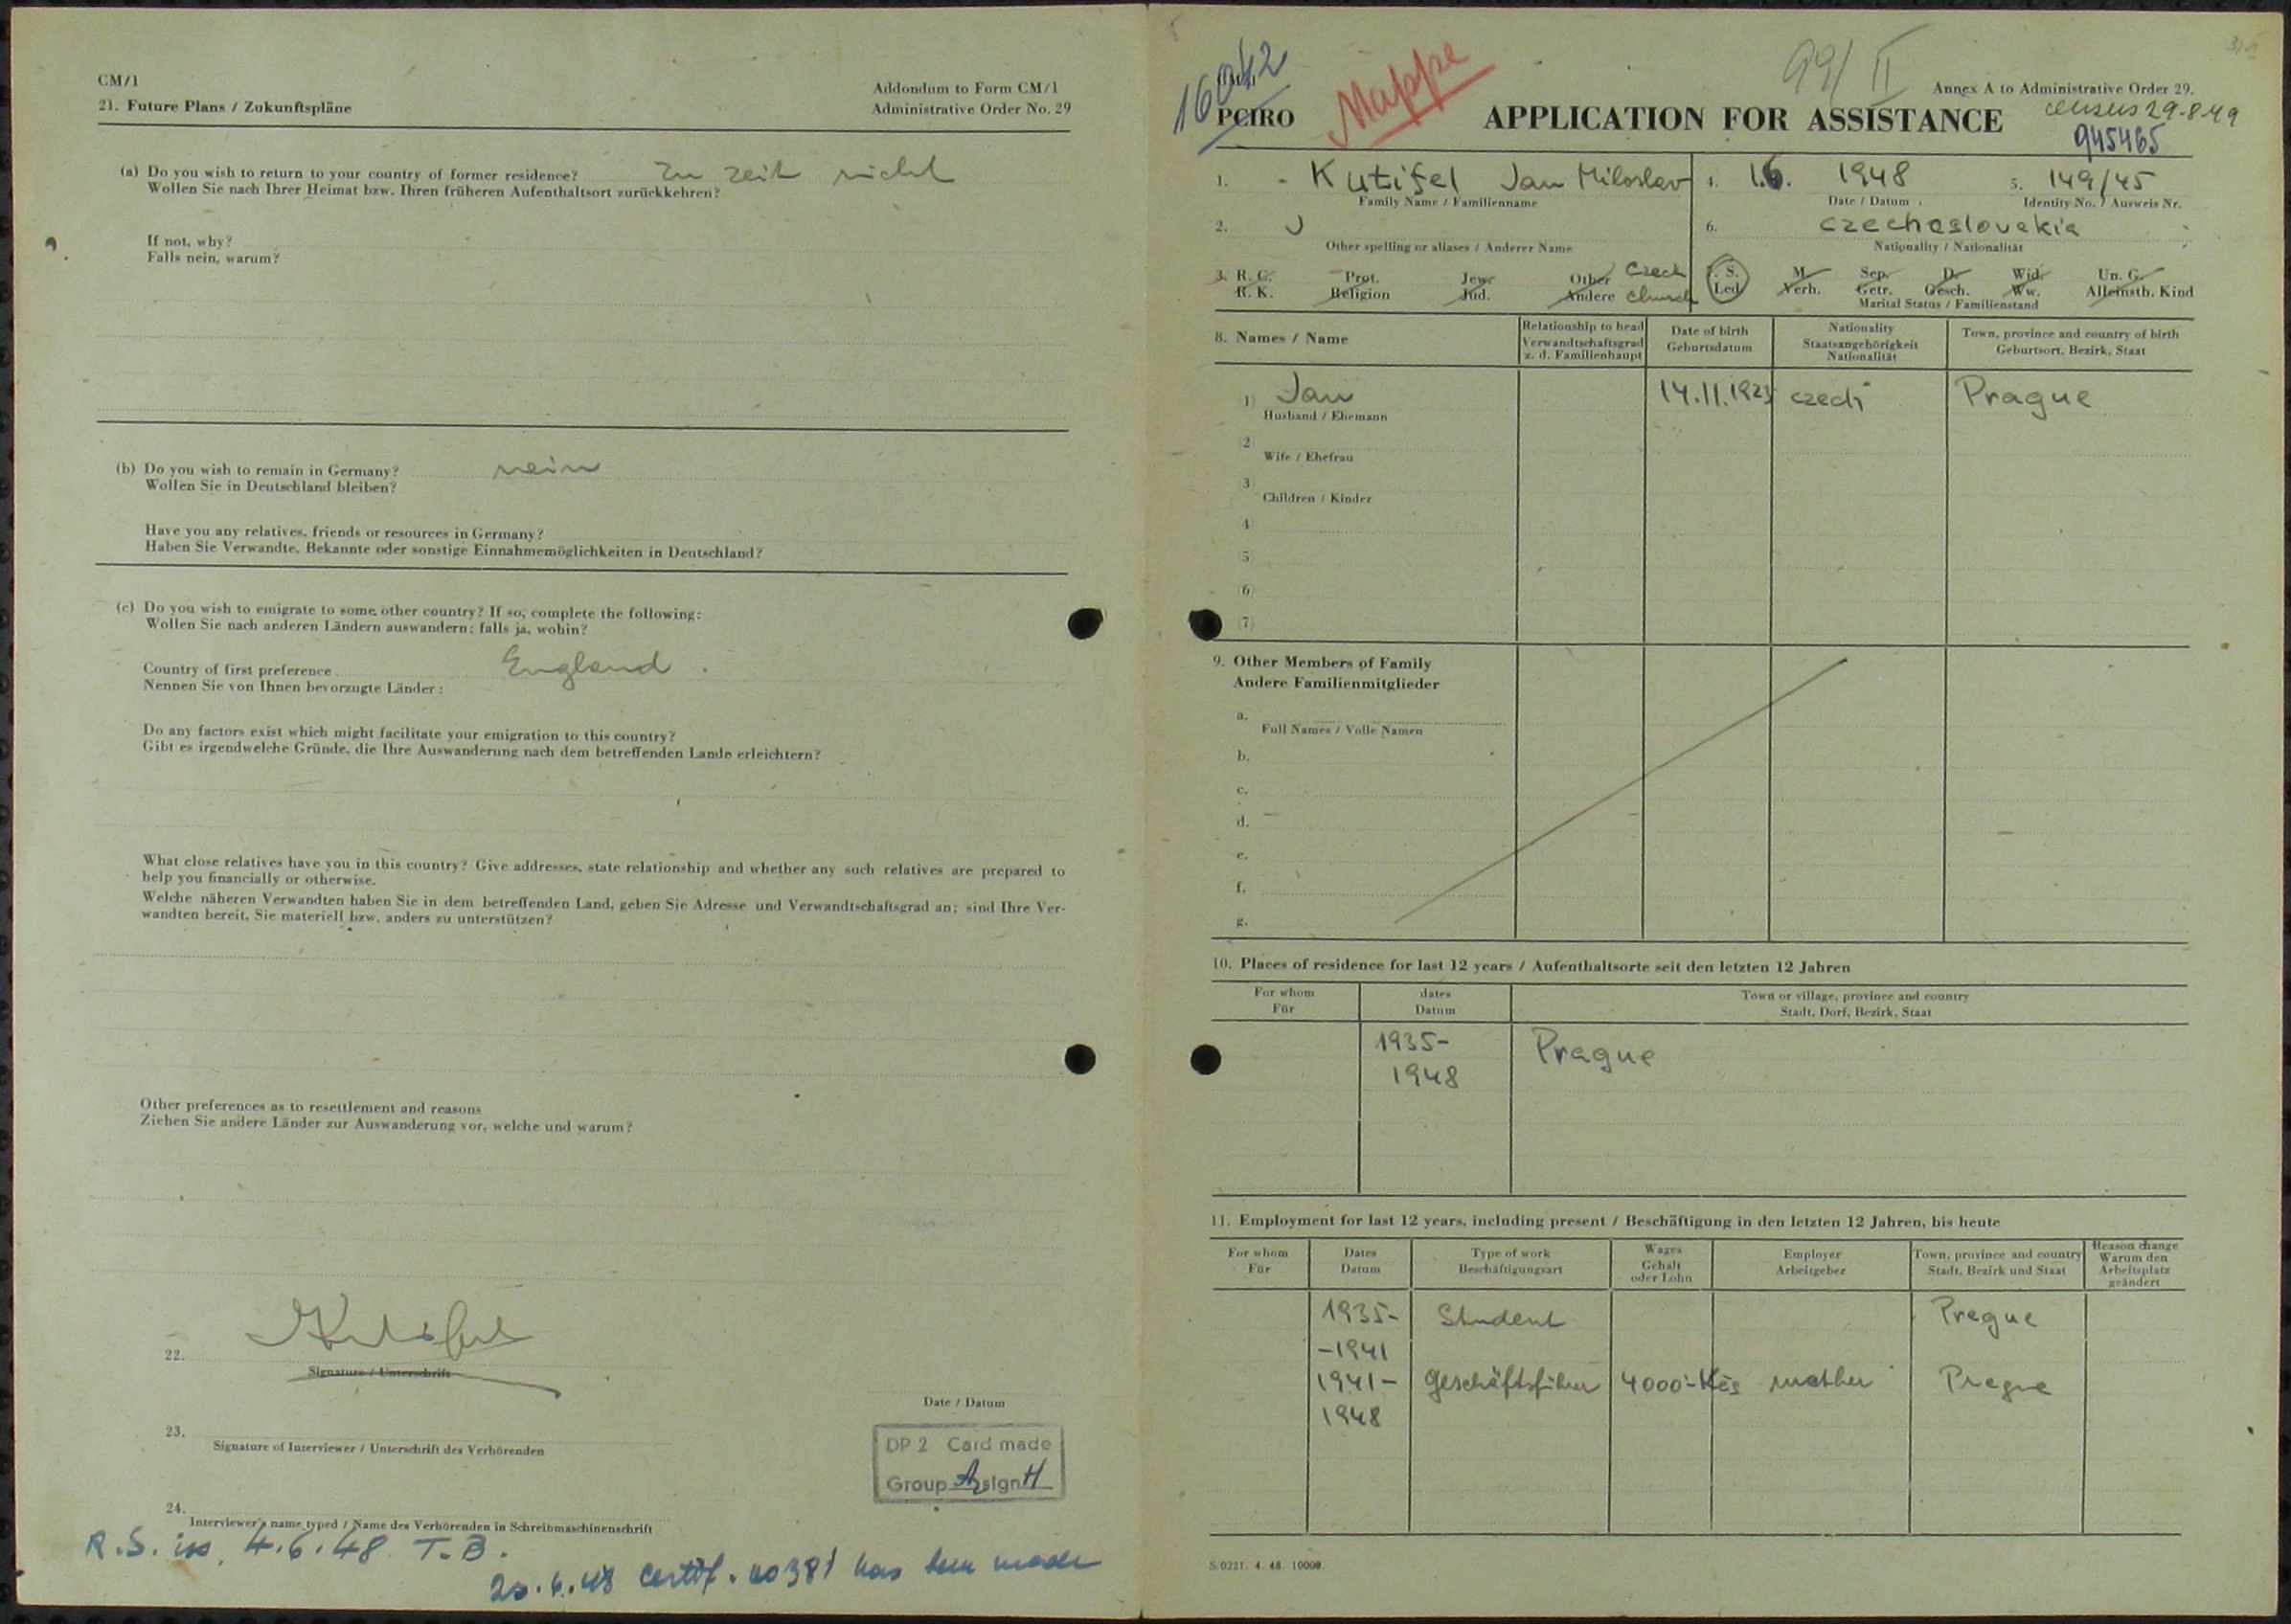 CM/1
Addondum to Form CM/1
21. Future Plans / Zukunftspläne
Administrative Order No. 29
(a) Do you wish to return to your country of former residence? zu zeit nicht
Wollen Sie nach Ihrer Heimat bzw. Ihren früheren Aufenthaltsort zurückkehren?
If not, why?
Falls nein, warum?
(b) Do you wish to remain in Germany? nein
Wollen Sie in Deutschland bleiben?
Have you any relatives, friends or resources in Germany?
Haben Sie Verwandte, Bekannte oder sonstige Einnahmemöglichkeiten in Deutschland?
(c) Do you wish to emigrate to some other country? If so, complete the following:
Wollen Sie nach anderen Ländern auswandern; falls ja, wohin?
Country of first preference England.
Nennen Sie von Ihnen bevorzugte Länder:
Do any factors exist which might facilitate your emigration to this country?
Gibt es irgendwelche Gründe, die Ihre Auswanderung nach dem betreffenden Lande erleichtern?
What close relatives have you in this country? Give addresses, state relationship and whether any such relatives are prepared to
help you financially or otherwise.
Welche näheren Verwandten haben Sie in dem betreffenden Land, geben Sie Adresse und Verwandtschaftsgrad an; sind Ihre Ver-
wandten bereit, Sie materiell bzw. anders zu unterstützen?
Other preferences as to resettlement and reasons
Ziehen Sie andere Länder zur Auswanderung vor, welche und warum?
22.
Signature / Unterschrift
Date / Datum
23.
Signature of Interviewer / Unterschrift des Verhörenden
DP 2 Card made
Group A sign H
24.
Interviewer's name typed / Name des Verhörenden in Schreibmaschinenschrift
R.S. iss. 4.6.48 T.B.
25.6.48 certif. no 381 has been made
16042
Mappe
99/II
Annex A to Administrative Order 29.
PCIRO
APPLICATION FOR ASSISTANCE
census 29.8.49
945465
1. Kutifel Jan Miloslav
Family Name / Familienname
4. 1.6. 1948
Date / Datum
5. 149/45
Identity No. / Ausweis Nr.
2.
Other spelling or aliases / Anderer Name
6. czechoslovakia
Nationality / Nationalität
3. R. C. Prot. Jew. Other Czech
R. K. Religion Jüd. Andere church
S. M. Sep. D. Wid. Un. G.
Led. Verh. Getr. Gesch. Ww. Alleinsth. Kind
Marital Status / Familienstand
8. Names / Name
Relationship to head
Verwandtschaftsgrad
z. d. Familienhaupt
Date of birth
Geburtsdatum
Nationality
Staatsangehörigkeit
Nationalität
Town, province and country of birth
Geburtsort, Bezirk, Staat
1) Jan 14.11.1923 czech Prague
Husband / Ehemann
2
Wife / Ehefrau
3
Children / Kinder
4
5
6
7
9. Other Members of Family
Andere Familienmitglieder
a.
Full Names / Volle Namen
b.
c.
d.
e.
f.
g.
10. Places of residence for last 12 years / Aufenthaltsorte seit den letzten 12 Jahren
For whom
Für
dates
Datum
Town or village, province and country
Stadt, Dorf, Bezirk, Staat
1935- Prague
1948
11. Employment for last 12 years, including present / Beschäftigung in den letzten 12 Jahren, bis heute
For whom
Für
Dates
Datum
Type of work
Beschäftigungsart
Wages
Gehalt
oder Lohn
Employer
Arbeitgeber
Town, province and country
Stadt, Bezirk und Staat
Reason change
Warum den
Arbeitsplatz
geändert
1935- Student Prague
-1941
1941- Geschäftsführer 4000.- Kčs mother Prague
1948
S/0221. 4. 48. 10000.